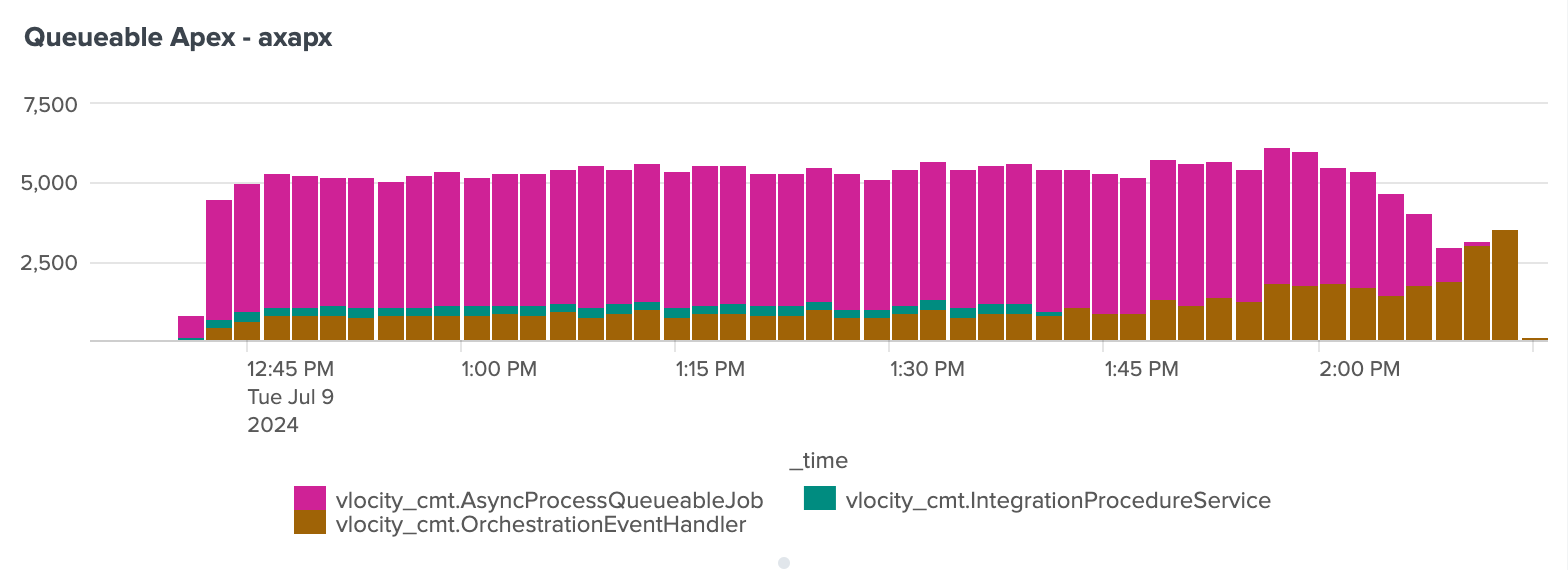 Queueable Apex - axapx
7,500
5,000
2,500
12:45 PM
Tue Jul 9
2024
1:00 PM
1:15 PM
1:30 PM
1:45 PM
2:00 PM
_time
vlocity_cmt.AsyncProcessQueueableJob
vlocity_cmt.IntegrationProcedureService
vlocity_cmt.OrchestrationEventHandler